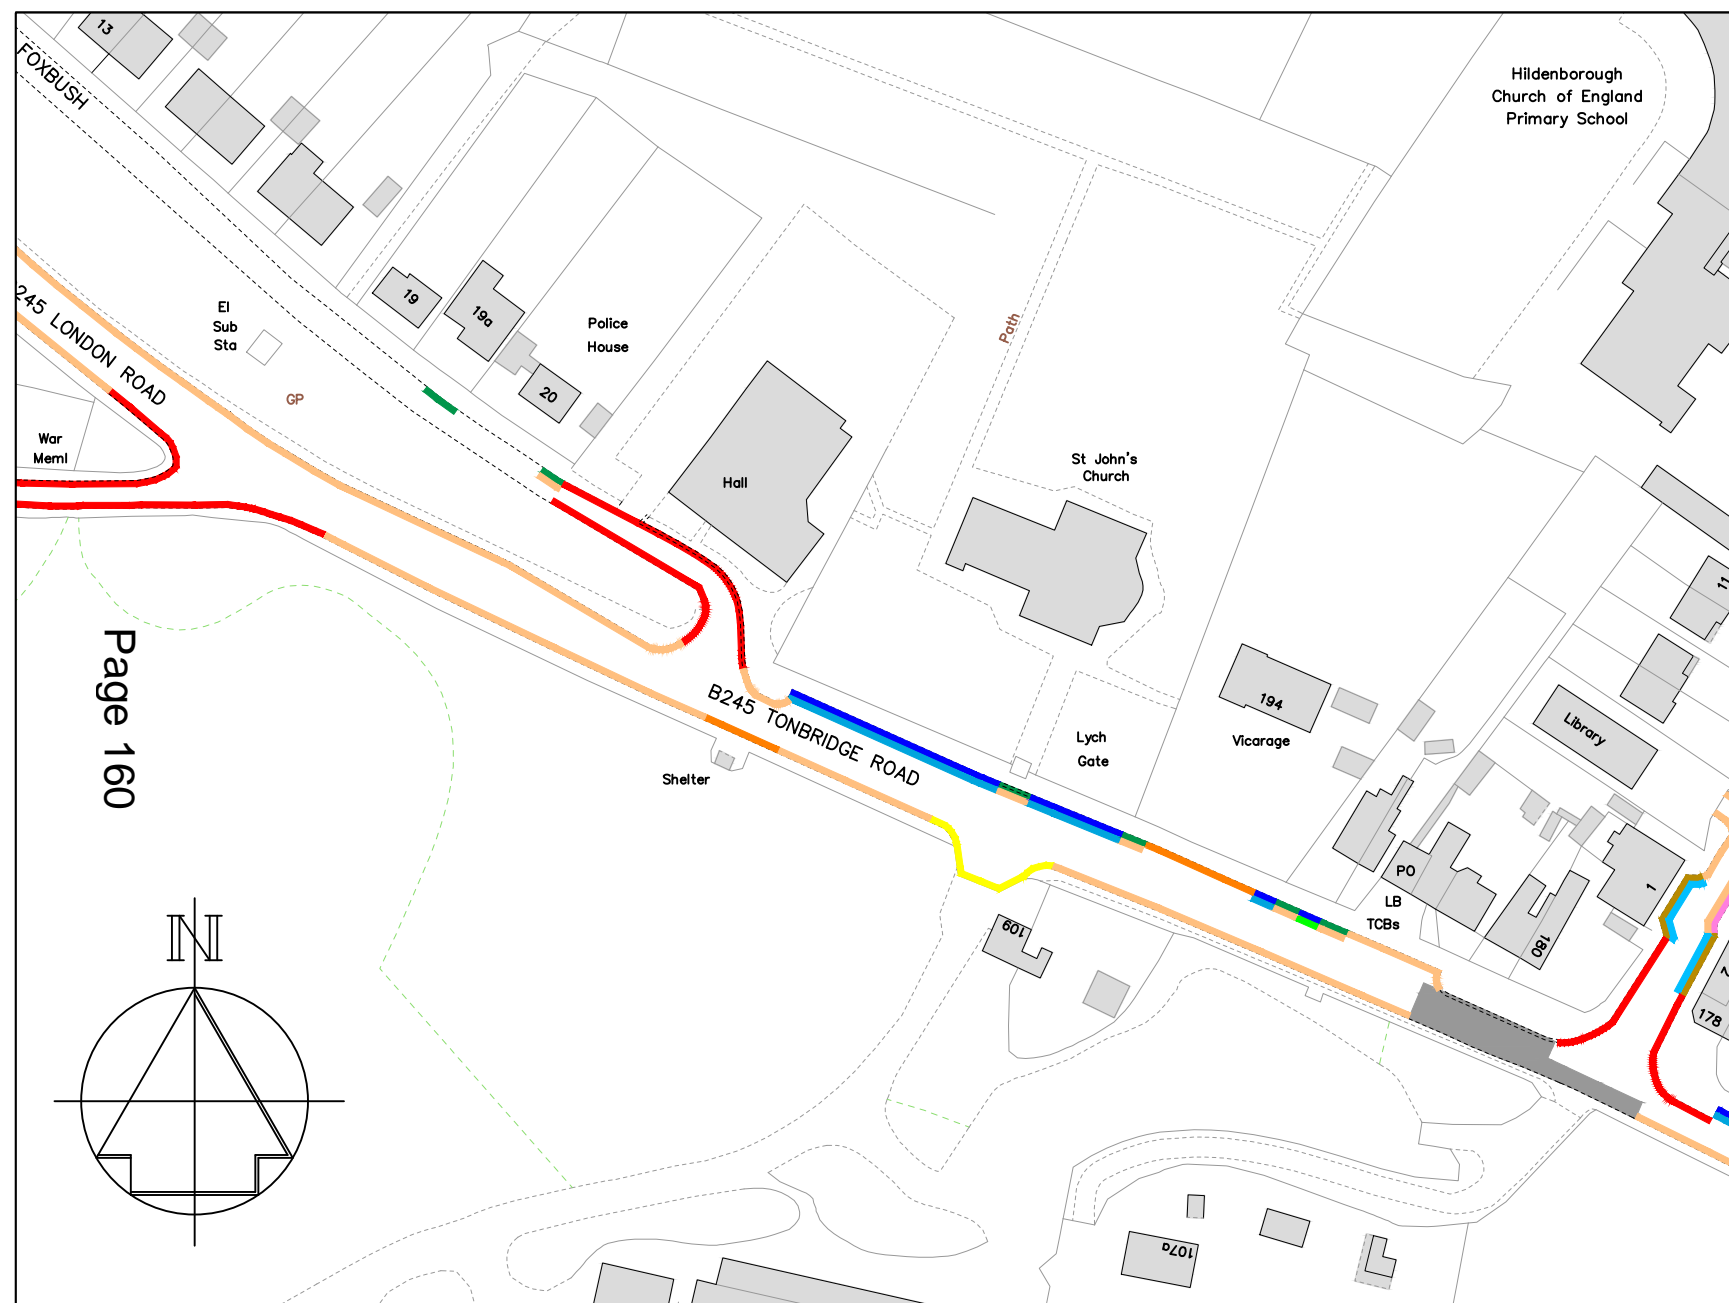 13
FOXBUSH
Hildenborough
Church of England
Primary School
245 LONDON ROAD
El
Sub
Sta
GP
19
19a
20
Police
House
Path
War
Meml
Hall
St John's
Church
11
Page 160
B245 TONBRIDGE ROAD
Shelter
Lych
Gate
194
Vicarage
Library
PO
LB
TCBs
1
180
2
178
109
N
107a